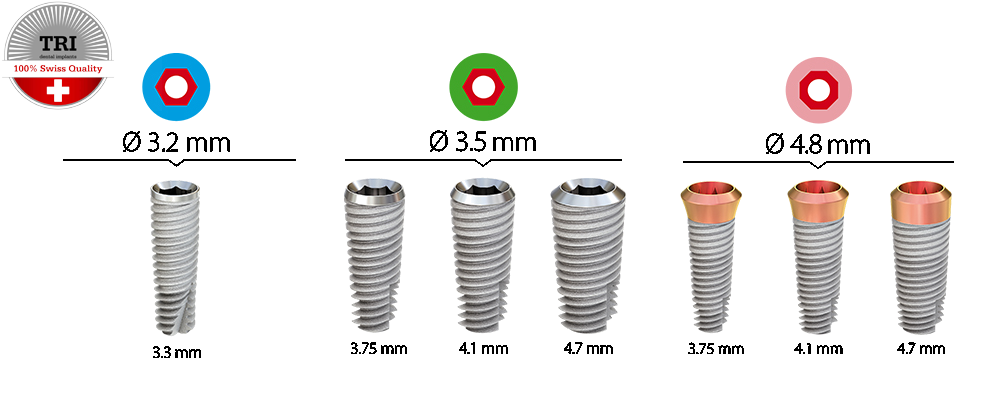 TRI
dental implants
100% Swiss Quality
Ø 3.2 mm
Ø 3.5 mm
Ø 4.8 mm
3.3 mm
3.75 mm
4.1 mm
4.7 mm
3.75 mm
4.1 mm
4.7 mm